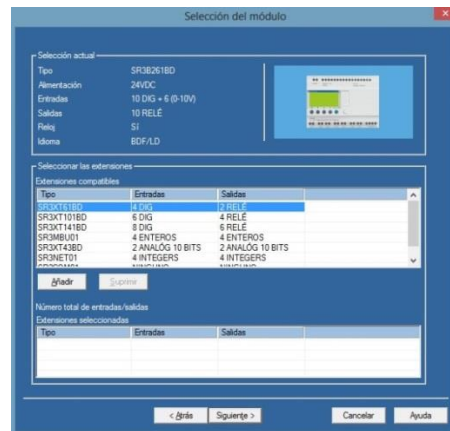 Selección del módulo
Selección actual
Tipo SR3B261BD
Alimentación 24VDC
Entradas 10 DIG + 6 (0-10V)
Salidas 10 RELÉ
Reloj Sí
Idioma BDF/LD
Seleccionar las extensiones
Extensiones compatibles
Tipo Entradas Salidas
SR3XT61BD 4 DIG 2 RELÉ
SR3XT101BD 6 DIG 4 RELÉ
SR3XT141BD 8 DIG 6 RELÉ
SR3MBU01 4 ENTEROS 4 ENTEROS
SR3XT43BD 2 ANALÓG 10 BITS 2 ANALÓG 10 BITS
SR3NET01 4 INTEGERS 4 INTEGERS
Añadir Suprimir
Número total de entradas/salidas
Extensiones seleccionadas
Tipo Entradas Salidas
< Atrás Siguiente > Cancelar Ayuda